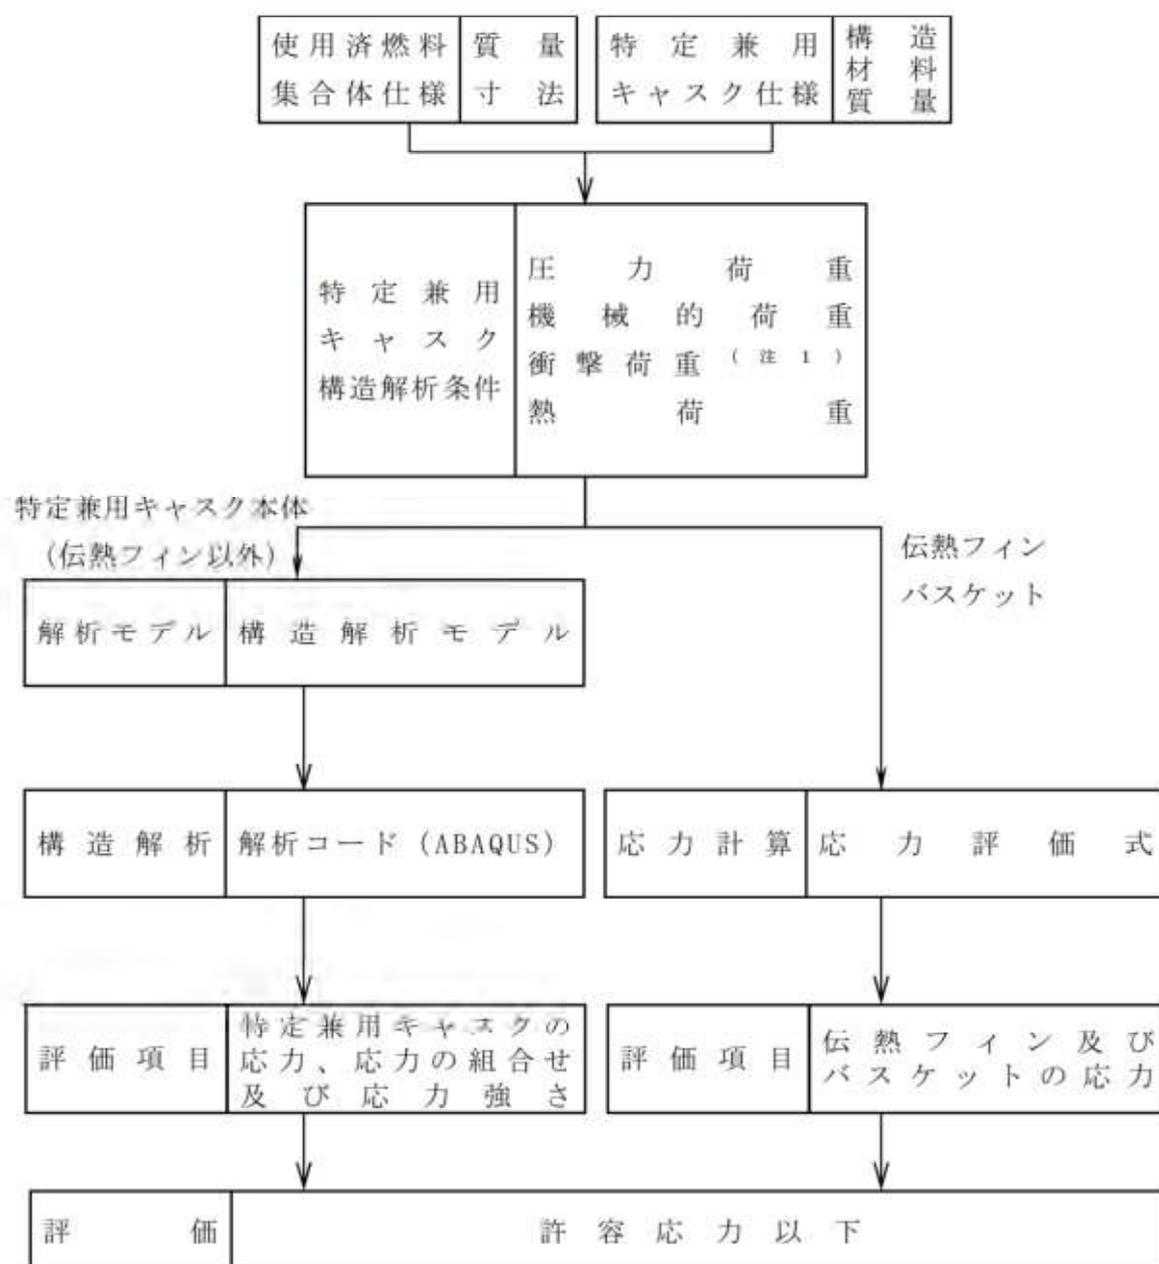 使用済燃料
集合体仕様
質量
寸法
特定兼用
キャスク仕様
構造
材料
質量
特定兼用
キャスク
構造解析条件
圧力荷重
機械的荷重
衝撃荷重(注1)
熱荷重
特定兼用キャスク本体
(伝熱フィン以外)
伝熱フィン
バスケット
解析モデル
構造解析モデル
構造解析
解析コード(ABAQUS)
応力計算
応力評価式
評価項目
特定兼用キャスクの
応力、応力の組合せ
及び応力強さ
評価項目
伝熱フィン及び
バスケットの応力
評価
許容応力以下